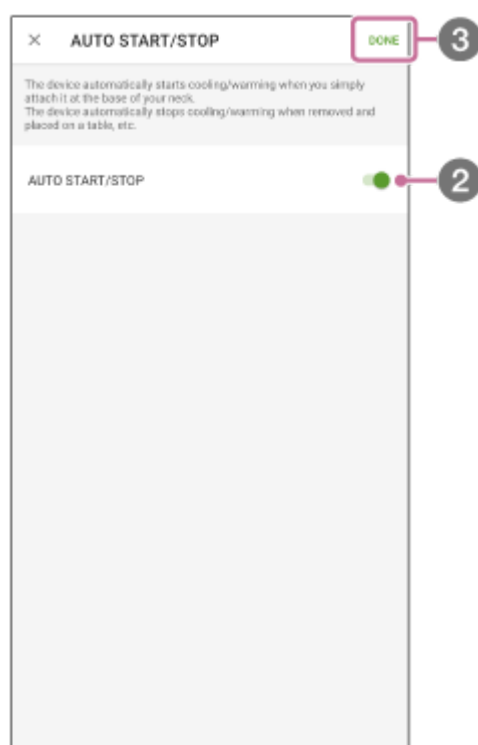 × AUTO START/STOP DONE 3
The device automatically starts cooling/warming when you simply
attach it at the base of your neck.
The device automatically stops cooling/warming when removed and
placed on a table, etc.
AUTO START/STOP 2